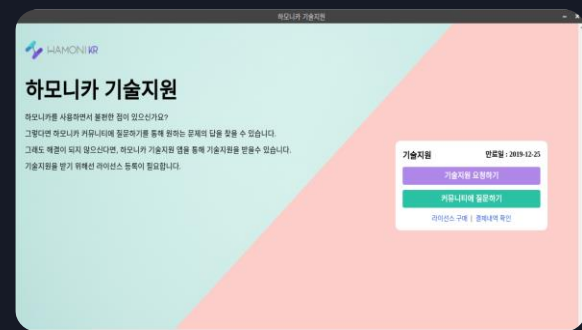 하모니카 기술지원
HAMONIKR
하모니카 기술지원
하모니카를 사용하면서 불편한 점이 있으신가요?
그렇다면 하모니카 커뮤니티에 질문하기를 통해 원하는 문제의 답을 찾을 수 있습니다.
그래도 해결이 되지 않으신다면, 하모니카 기술지원 앱을 통해 기술지원을 받을수 있습니다.
기술지원을 받기 위해선 라이선스 등록이 필요합니다.
기술지원 만료일 : 2019-12-25
기술지원 요청하기
커뮤니티에 질문하기
라이선스 구매 | 결제내역 확인